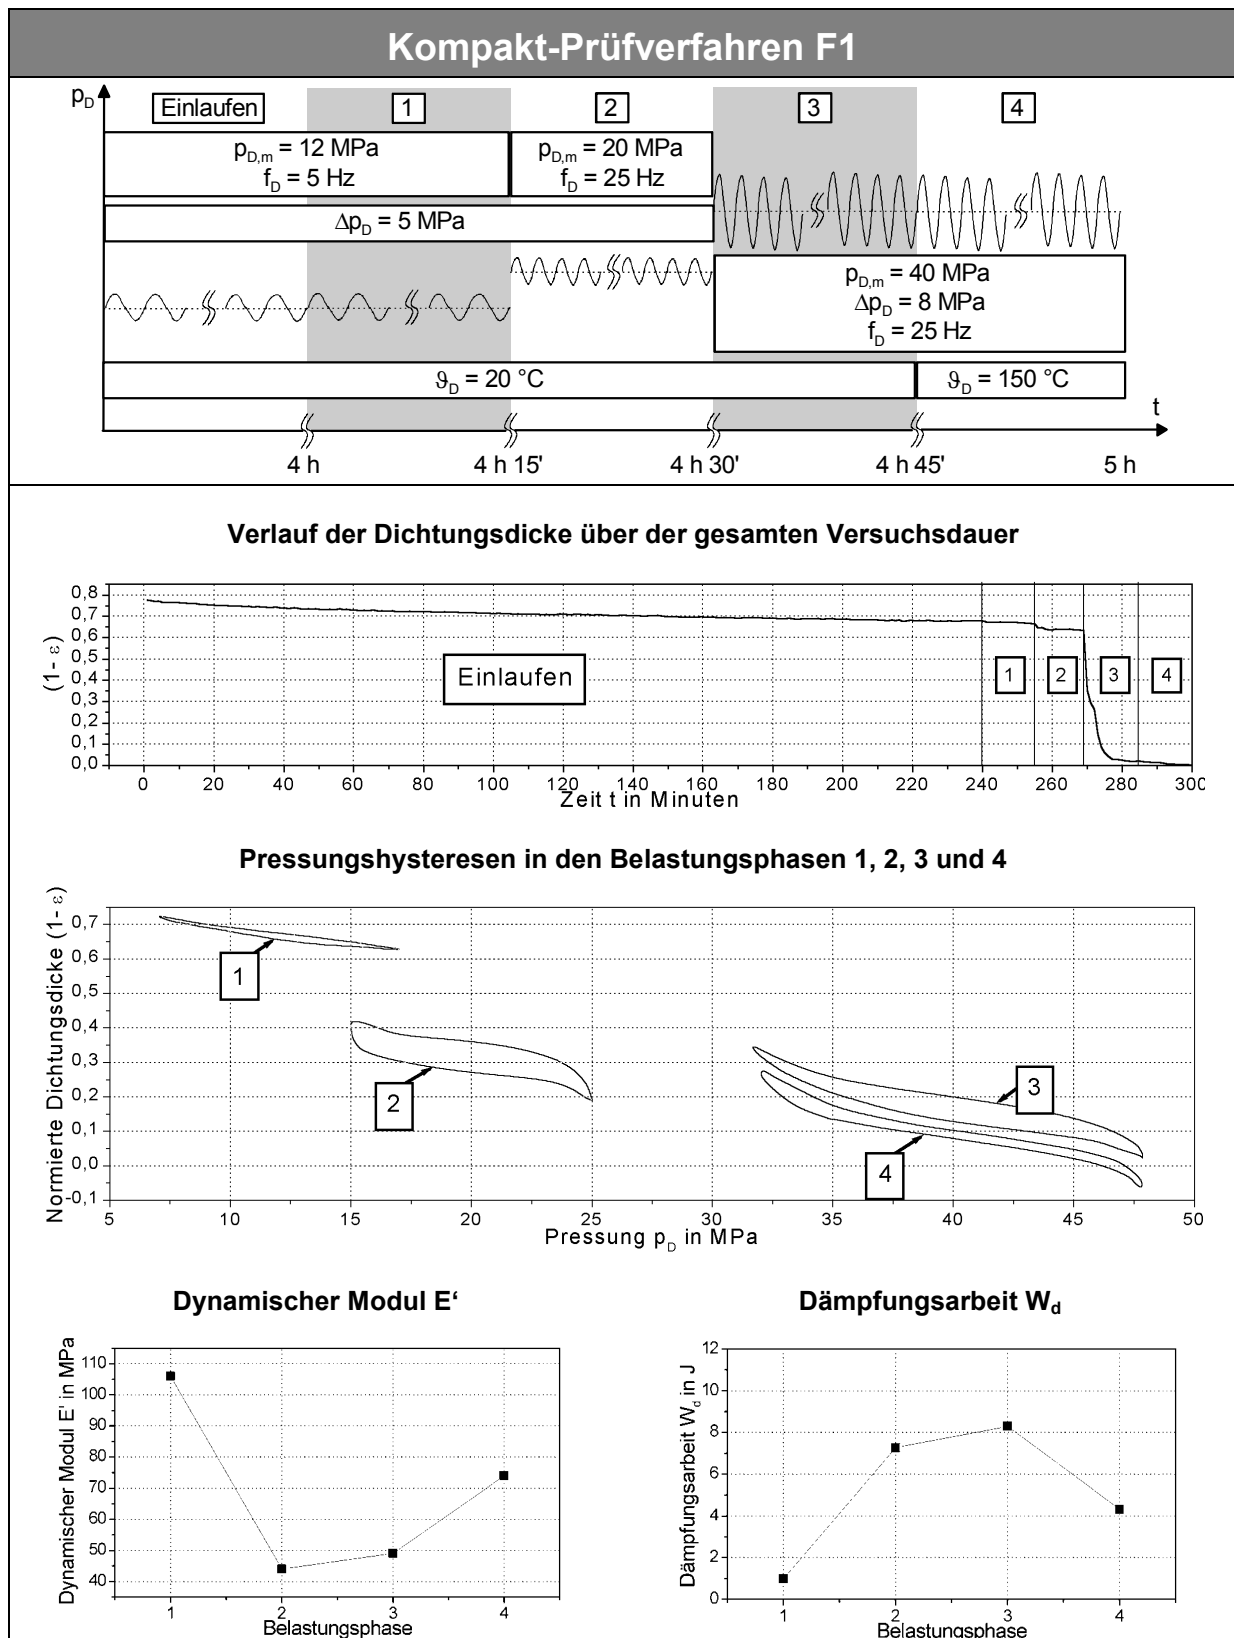 Kompakt-Prüfverfahren F1
p_D
Einlaufen
1
2
3
4
p_D,m = 12 MPa
f_D = 5 Hz
p_D,m = 20 MPa
f_D = 25 Hz
Δp_D = 5 MPa
p_D,m = 40 MPa
Δp_D = 8 MPa
f_D = 25 Hz
ϑ_D = 20 °C
ϑ_D = 150 °C
t
4 h
4 h 15'
4 h 30'
4 h 45'
5 h
Verlauf der Dichtungsdicke über der gesamten Versuchsdauer
(1- ε)
0,8
0,7
0,6
0,5
0,4
0,3
0,2
0,1
0,0
Einlaufen
1
2
3
4
0 20 40 60 80 100 120 140 160 180 200 220 240 260 280 300
Zeit t in Minuten
Pressungshysteresen in den Belastungsphasen 1, 2, 3 und 4
Normierte Dichtungsdicke (1- ε)
0,7
0,6
0,5
0,4
0,3
0,2
0,1
0,0
-0,1
1
2
3
4
5 10 15 20 25 30 35 40 45 50
Pressung p_D in MPa
Dynamischer Modul E‘
Dynamischer Modul E' in MPa
110
100
90
80
70
60
50
40
1 2 3 4
Belastungsphase
Dämpfungsarbeit W_d
Dämpfungsarbeit W_d in J
12
10
8
6
4
2
0
1 2 3 4
Belastungsphase